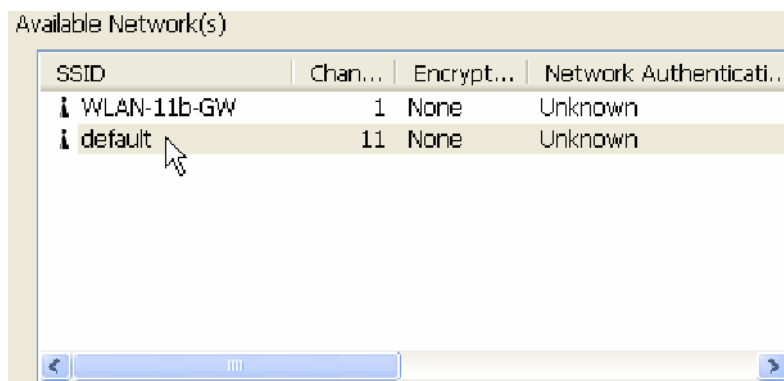 Available Network(s)
SSID Chan... Encrypt... Network Authenticati...
WLAN-11b-GW 1 None Unknown
default 11 None Unknown